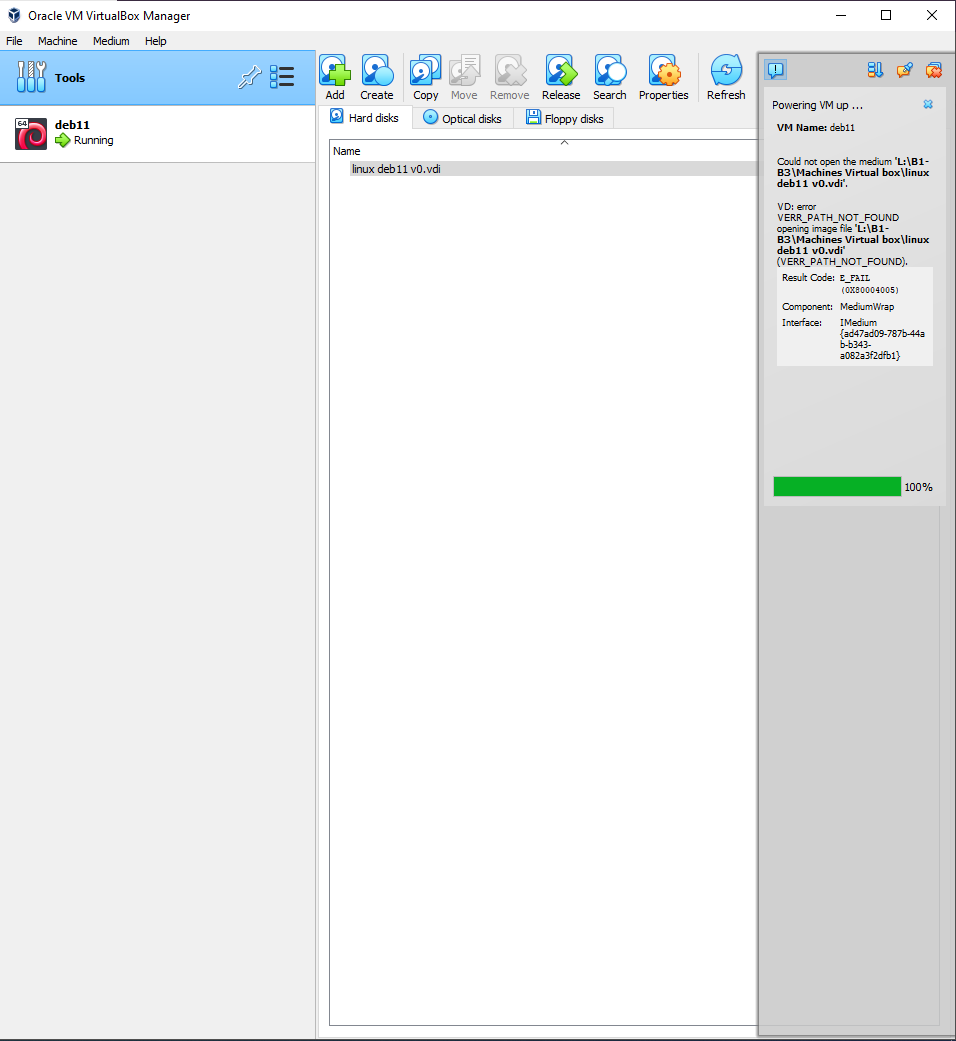 Oracle VM VirtualBox Manager
File Machine Medium Help
Tools
64
deb11
Running
Add Create Copy Move Remove Release Search Properties Refresh
Hard disks Optical disks Floppy disks
Name
linux deb11 v0.vdi
Powering VM up ...
VM Name: deb11
Could not open the medium 'L:\B1-
B3\Machines Virtual box\linux
deb11 v0.vdi'.
VD: error
VERR_PATH_NOT_FOUND
opening image file 'L:\B1-
B3\Machines Virtual box\linux
deb11 v0.vdi'
(VERR_PATH_NOT_FOUND).
Result Code: E_FAIL
(0X80004005)
Component: MediumWrap
Interface: IMedium
{ad47ad09-787b-44a
b-b343-
a082a3f2dfb1}
100%